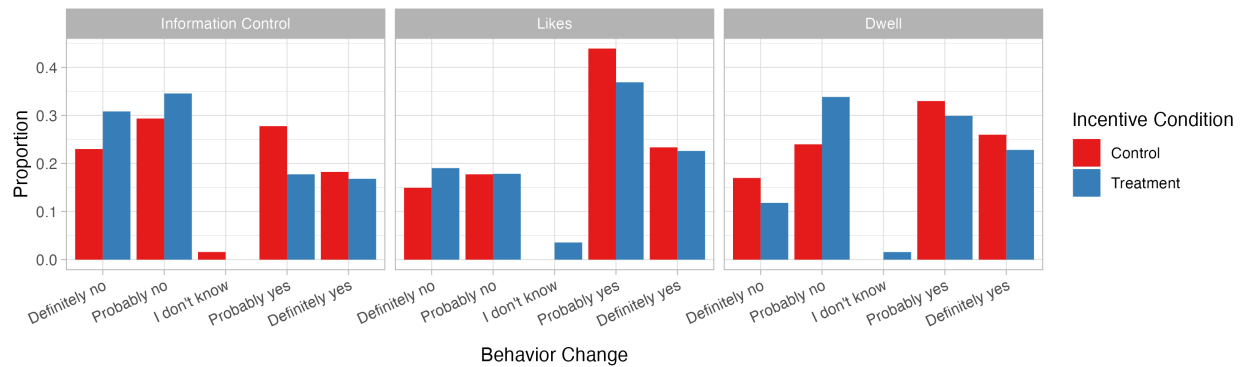 Information Control
Likes
Dwell
Proportion
0.4
0.3
0.2
0.1
0.0
Definitely no
Probably no
I don't know
Probably yes
Definitely yes
Definitely no
Probably no
I don't know
Probably yes
Definitely yes
Definitely no
Probably no
I don't know
Probably yes
Definitely yes
Behavior Change
Incentive Condition
Control
Treatment